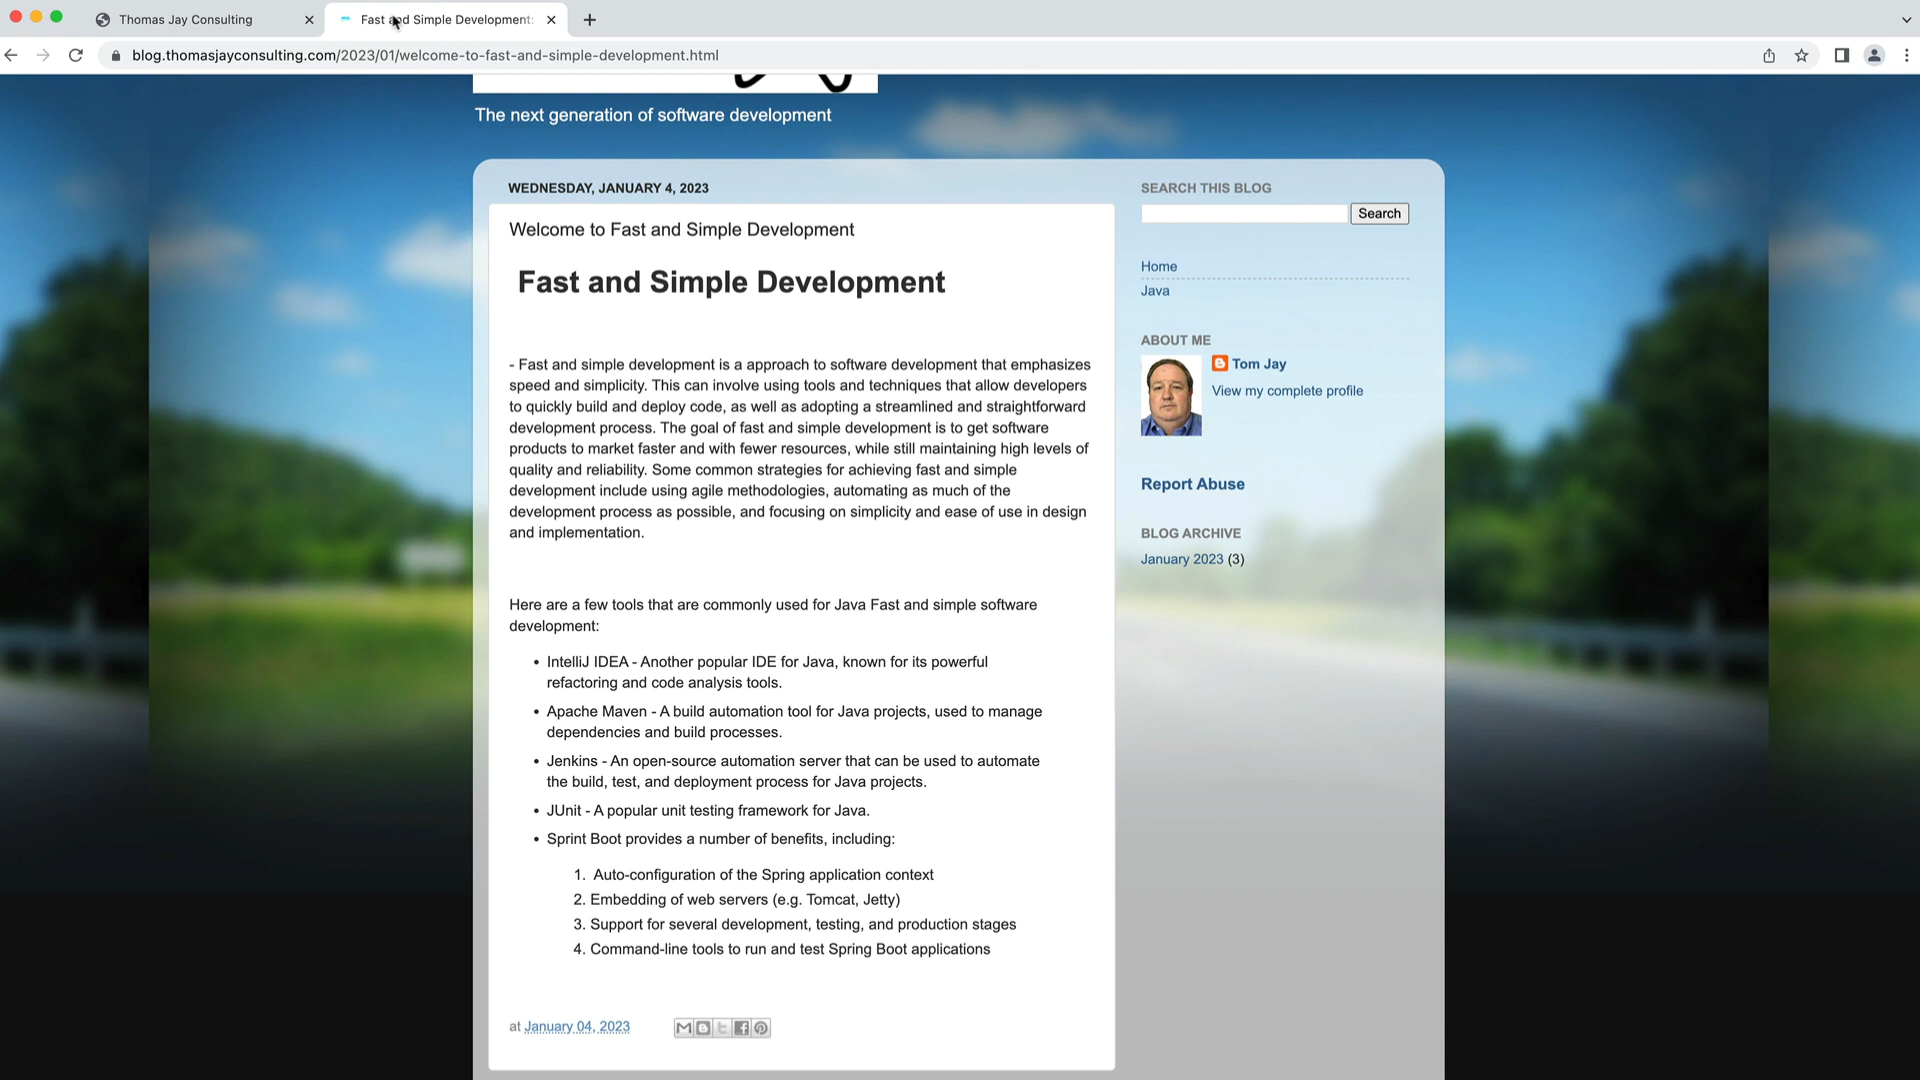 Thomas Jay Consulting
Fast and Simple Development:
blog.thomasjayconsulting.com/2023/01/welcome-to-fast-and-simple-development.html
The next generation of software development
WEDNESDAY, JANUARY 4, 2023
Welcome to Fast and Simple Development
Fast and Simple Development
- Fast and simple development is a approach to software development that emphasizes
speed and simplicity. This can involve using tools and techniques that allow developers
to quickly build and deploy code, as well as adopting a streamlined and straightforward
development process. The goal of fast and simple development is to get software
products to market faster and with fewer resources, while still maintaining high levels of
quality and reliability. Some common strategies for achieving fast and simple
development include using agile methodologies, automating as much of the
development process as possible, and focusing on simplicity and ease of use in design
and implementation.
Here are a few tools that are commonly used for Java Fast and simple software
development:
• IntelliJ IDEA - Another popular IDE for Java, known for its powerful
refactoring and code analysis tools.
• Apache Maven - A build automation tool for Java projects, used to manage
dependencies and build processes.
• Jenkins - An open-source automation server that can be used to automate
the build, test, and deployment process for Java projects.
• JUnit - A popular unit testing framework for Java.
• Sprint Boot provides a number of benefits, including:
1. Auto-configuration of the Spring application context
2. Embedding of web servers (e.g. Tomcat, Jetty)
3. Support for several development, testing, and production stages
4. Command-line tools to run and test Spring Boot applications
at January 04, 2023
SEARCH THIS BLOG
Search
Home
Java
ABOUT ME
Tom Jay
View my complete profile
Report Abuse
BLOG ARCHIVE
January 2023 (3)